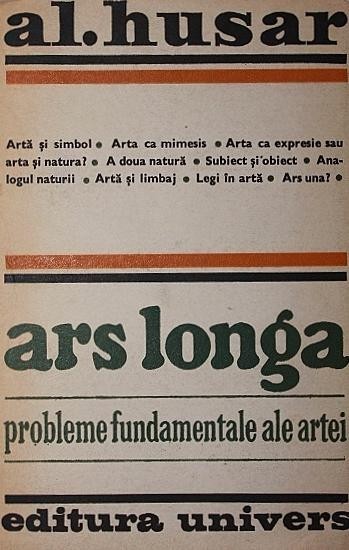 al.husar
Artă și simbol • Arta ca mimesis • Arta ca expresie sau
arta și natura? • A doua natură • Subiect și obiect • Ana-
logul naturii • Artă și limbaj • Legi în artă • Ars una? •
ars longa
probleme fundamentale ale artei
editura univers